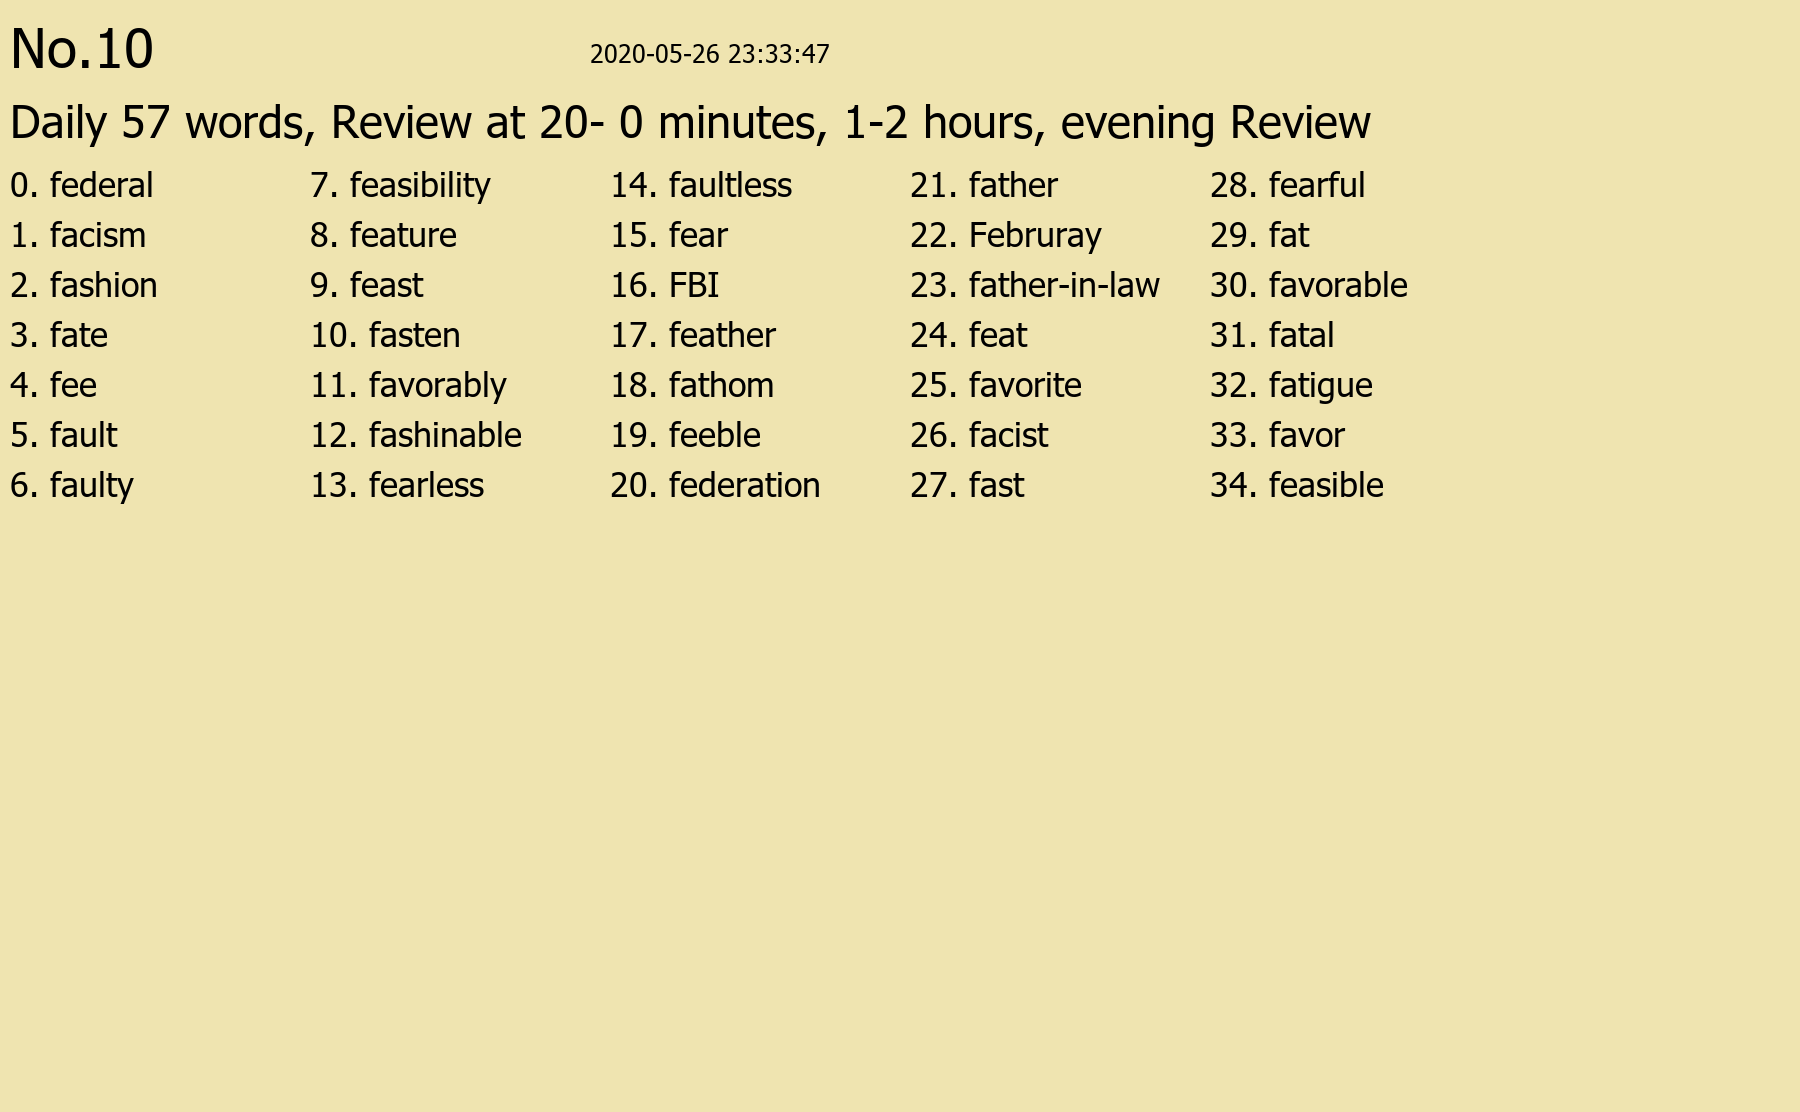 No.10 2020-05-26 23:33:47
Daily 57 words, Review at 20- 0 minutes, 1-2 hours, evening Review
0. federal 7. feasibility 14. faultless 21. father 28. fearful
1. facism 8. feature 15. fear 22. Februray 29. fat
2. fashion 9. feast 16. FBI 23. father-in-law 30. favorable
3. fate 10. fasten 17. feather 24. feat 31. fatal
4. fee 11. favorably 18. fathom 25. favorite 32. fatigue
5. fault 12. fashinable 19. feeble 26. facist 33. favor
6. faulty 13. fearless 20. federation 27. fast 34. feasible